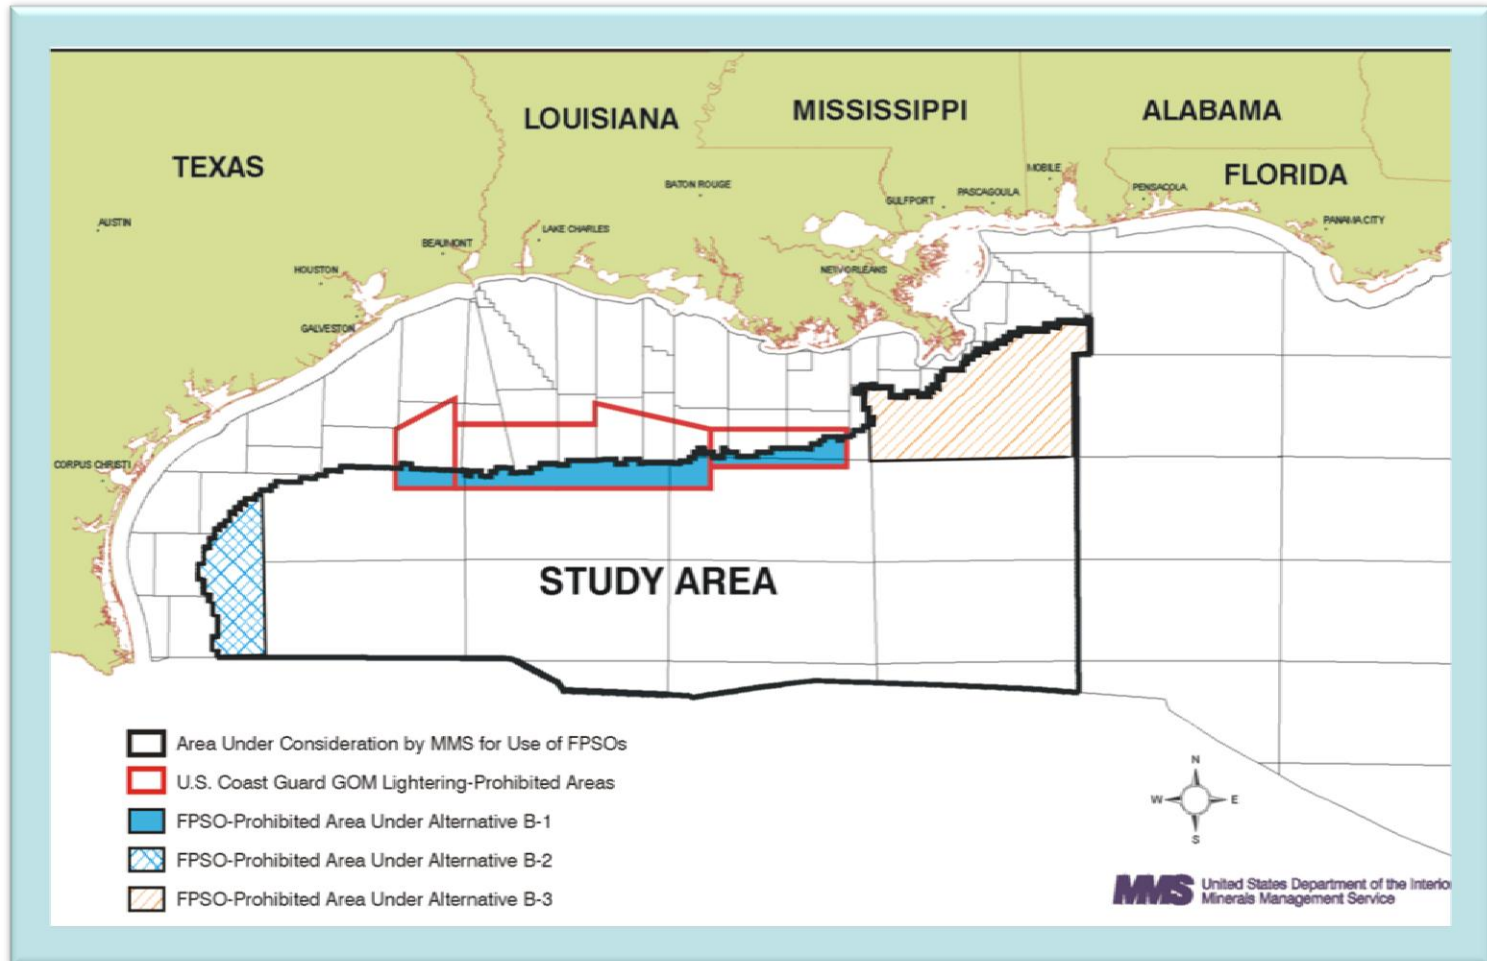 LOUISIANA
MISSISSIPPI
ALABAMA
TEXAS
FLORIDA
MOBILE
BATON ROUGE
PENSACOLA
PASCAGOULA
GULFPORT
AUSTIN
PANAMA CITY
LAKE CHARLES
BEAUMONT
HOUSTON
NEW ORLEANS
GALVESTON
CORPUS CHRISTI
STUDY AREA
Area Under Consideration by MMS for Use of FPSOs
U.S. Coast Guard GOM Lightering-Prohibited Areas
FPSO-Prohibited Area Under Alternative B-1
FPSO-Prohibited Area Under Alternative B-2
FPSO-Prohibited Area Under Alternative B-3
N
W E
S
MMS United States Department of the Interio
Minerals Management Service